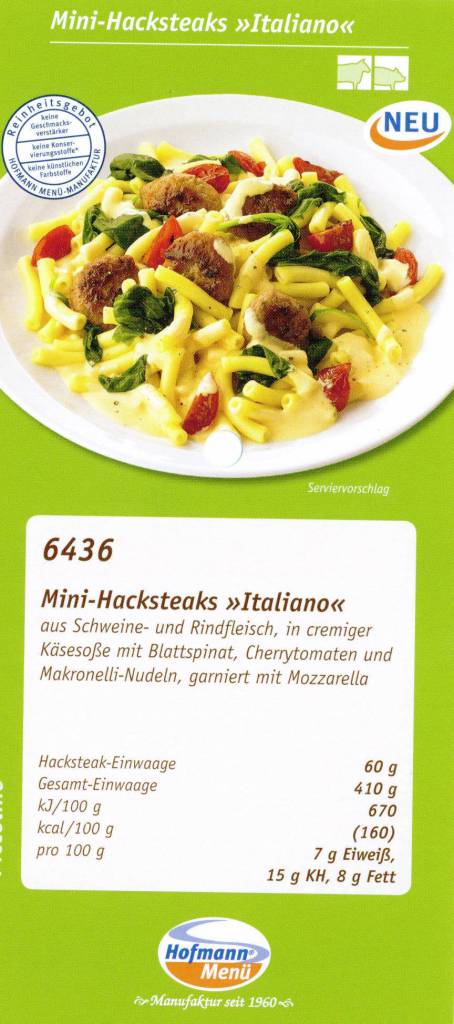 Mini-Hacksteaks »Italiano«
Reinheitsgebot
keine
Geschmacks-
verstärker
keine Konser-
vierungsstoffe*
keine künstlichen
Farbstoffe
HOFMANN MENÜ-MANUFAKTUR
NEU
Serviervorschlag
6436
Mini-Hacksteaks »Italiano«
aus Schweine- und Rindfleisch, in cremiger
Käsesoße mit Blattspinat, Cherrytomaten und
Makronelli-Nudeln, garniert mit Mozzarella
Hacksteak-Einwaage 60 g
Gesamt-Einwaage 410 g
kJ/100 g 670
kcal/100 g (160)
pro 100 g 7 g Eiweiß,
15 g KH, 8 g Fett
Hofmann®
Menü
Manufaktur seit 1960